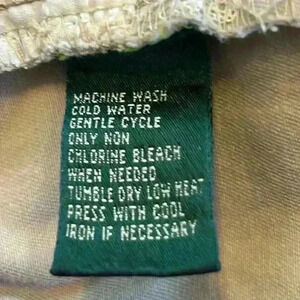 MACHINE WASH
COLD WATER
GENTLE CYCLE
ONLY NON
CHLORINE BLEACH
WHEN NEEDED
TUMBLE DRY LOW HEAT
PRESS WITH COOL
IRON IF NECESSARY